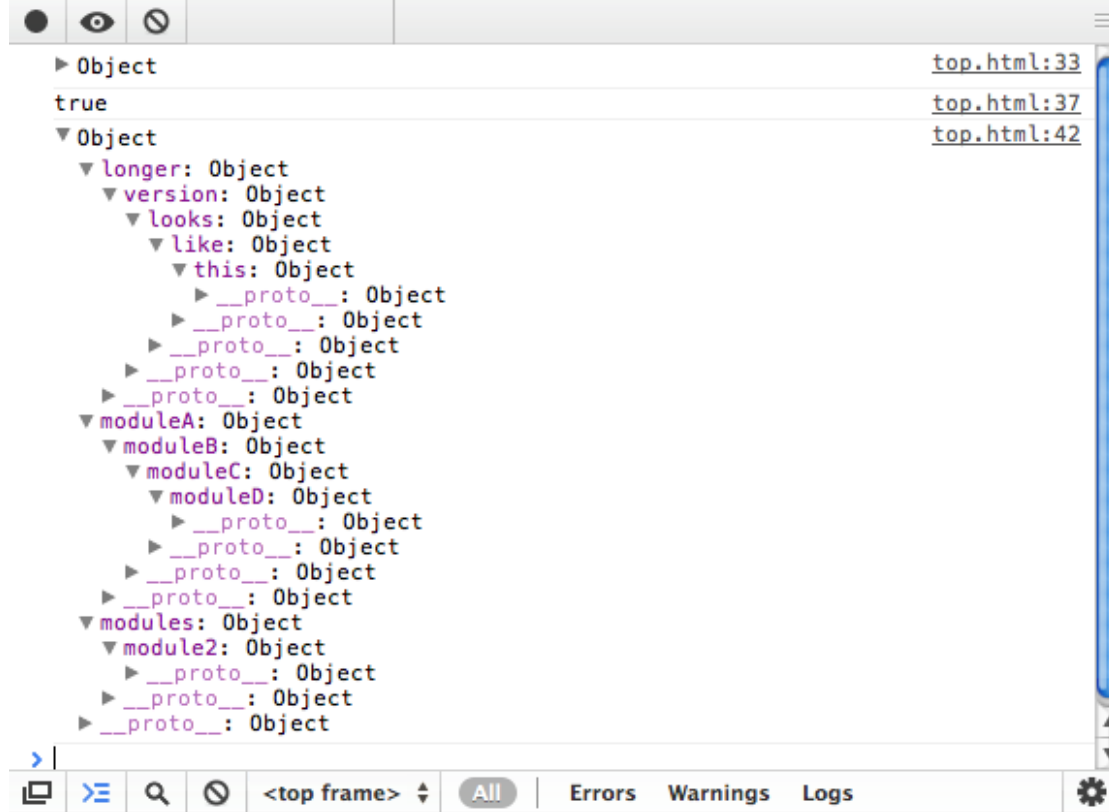 Object top.html:33
true top.html:37
Object top.html:42
longer: Object
version: Object
looks: Object
like: Object
this: Object
__proto__: Object
__proto__: Object
__proto__: Object
__proto__: Object
__proto__: Object
moduleA: Object
moduleB: Object
moduleC: Object
moduleD: Object
__proto__: Object
__proto__: Object
__proto__: Object
__proto__: Object
modules: Object
module2: Object
__proto__: Object
__proto__: Object
__proto__: Object
>
<top frame> All Errors Warnings Logs